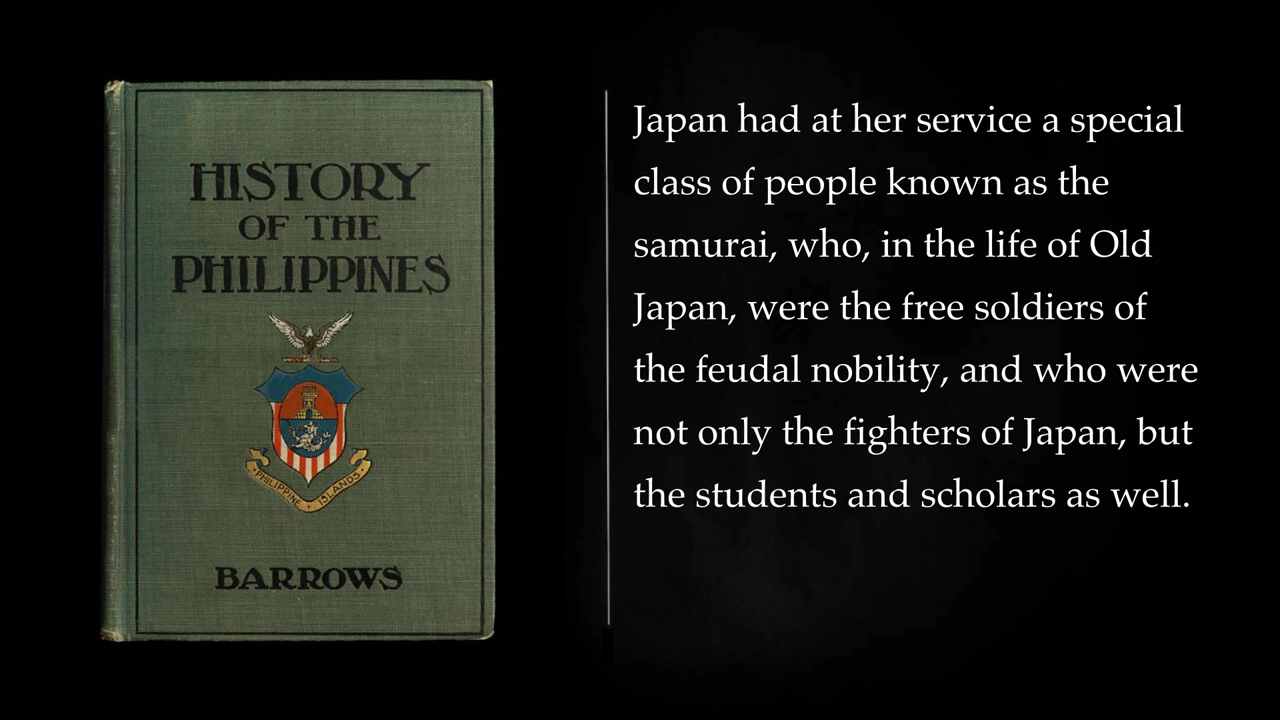 HISTORY
OF THE
PHILIPPINES
PHILIPPINE ISLANDS
BARROWS
Japan had at her service a special
class of people known as the
samurai, who, in the life of Old
Japan, were the free soldiers of
the feudal nobility, and who were
not only the fighters of Japan, but
the students and scholars as well.